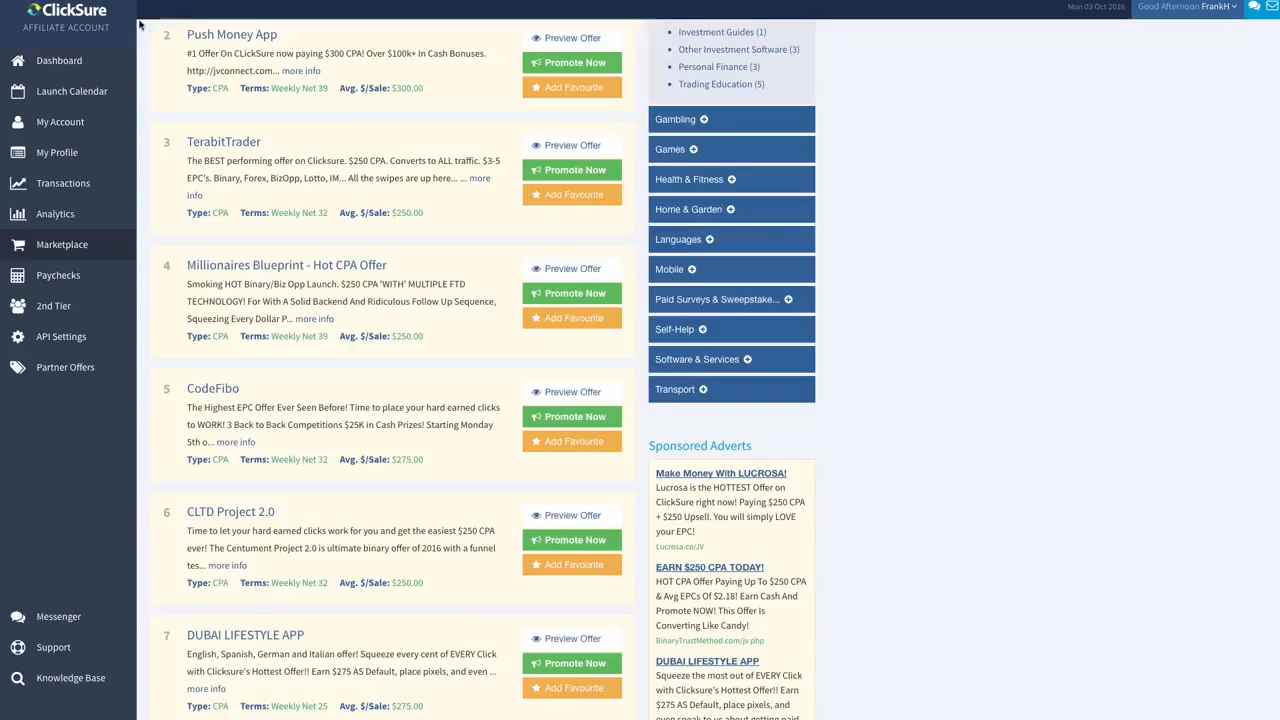 ClickSure
AFFILIATE ACCOUNT
Dashboard
Launch Calendar
My Account
My Profile
Transactions
Analytics
Marketplace
Paychecks
2nd Tier
API Settings
Partner Offers
Messenger
Support
Knowledge Base
Mon 03 Oct 2016
Good Afternoon FrankH
2
Push Money App
#1 Offer On CLickSure now paying $300 CPA! Over $100k+ In Cash Bonuses.
http://jvconnect.com... more info
Type: CPA Terms: Weekly Net 39 Avg. $/Sale: $300.00
Preview Offer
Promote Now
Add Favourite
3
TerabitTrader
The BEST performing offer on Clicksure. $250 CPA. Converts to ALL traffic. $3-5
EPC's. Binary, Forex, BizOpp, Lotto, IM... All the swipes are up here... ... more
info
Type: CPA Terms: Weekly Net 32 Avg. $/Sale: $250.00
Preview Offer
Promote Now
Add Favourite
4
Millionaires Blueprint - Hot CPA Offer
Smoking HOT Binary/Biz Opp Launch. $250 CPA 'WITH' MULTIPLE FTD
TECHNOLOGY! For With A Solid Backend And Ridiculous Follow Up Sequence,
Squeezing Every Dollar P... more info
Type: CPA Terms: Weekly Net 39 Avg. $/Sale: $250.00
Preview Offer
Promote Now
Add Favourite
5
CodeFibo
The Highest EPC Offer Ever Seen Before! Time to place your hard earned clicks
to WORK! 3 Back to Back Competitions $25K in Cash Prizes! Starting Monday
5th o... more info
Type: CPA Terms: Weekly Net 32 Avg. $/Sale: $275.00
Preview Offer
Promote Now
Add Favourite
6
CLTD Project 2.0
Time to let your hard earned clicks work for you and get the easiest $250 CPA
ever! The Centument Project 2.0 is ultimate binary offer of 2016 with a funnel
tes... more info
Type: CPA Terms: Weekly Net 32 Avg. $/Sale: $250.00
Preview Offer
Promote Now
Add Favourite
7
DUBAI LIFESTYLE APP
English, Spanish, German and Italian offer! Squeeze every cent of EVERY Click
with Clicksure's Hottest Offer!! Earn $275 AS Default, place pixels, and even ...
more info
Type: CPA Terms: Weekly Net 25 Avg. $/Sale: $275.00
Preview Offer
Promote Now
Add Favourite
Investment Guides (1)
Other Investment Software (3)
Personal Finance (3)
Trading Education (5)
Gambling
Games
Health & Fitness
Home & Garden
Languages
Mobile
Paid Surveys & Sweepstake...
Self-Help
Software & Services
Transport
Sponsored Adverts
Make Money With LUCROSA!
Lucrosa is the HOTTEST Offer on
ClickSure right now! Paying $250 CPA
+ $250 Upsell. You will simply LOVE
your EPC!
Lucrosa.co/JV
EARN $250 CPA TODAY!
HOT CPA Offer Paying Up To $250 CPA
& Avg EPCs Of $2.18! Earn Cash And
Promote NOW! This Offer Is
Converting Like Candy!
BinaryTrustMethod.com/jv.php
DUBAI LIFESTYLE APP
Squeeze the most out of EVERY Click
with Clicksure's Hottest Offer!! Earn
$275 AS Default, place pixels, and
even speak to us about getting paid